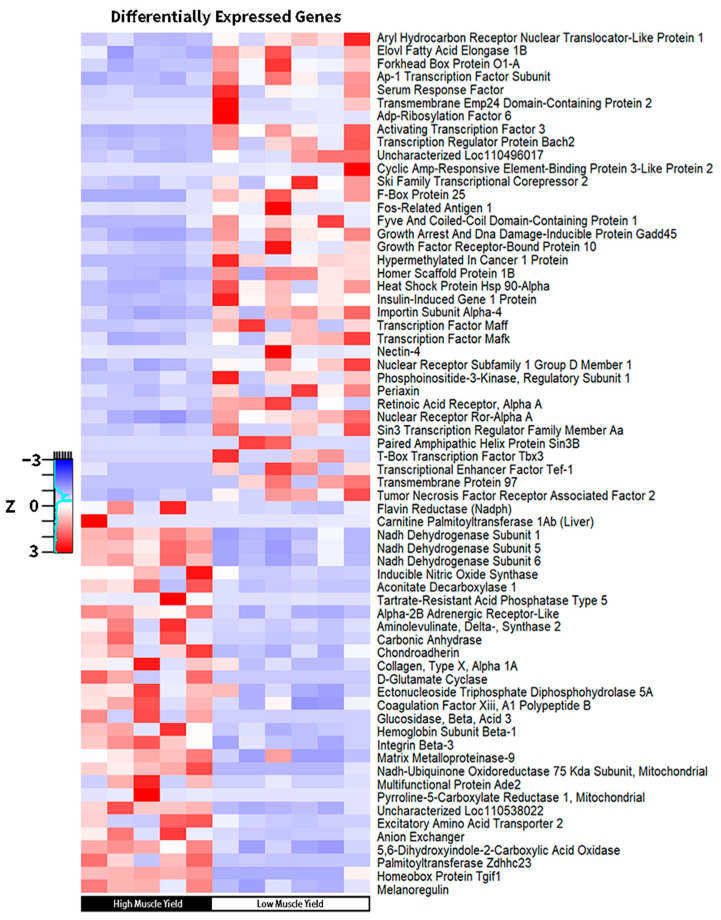 Differentially Expressed Genes
Aryl Hydrocarbon Receptor Nuclear Translocator-Like Protein 1
Elovl Fatty Acid Elongase 1B
Forkhead Box Protein O1-A
Ap-1 Transcription Factor Subunit
Serum Response Factor
Transmembrane Emp24 Domain-Containing Protein 2
Adp-Ribosylation Factor 6
Activating Transcription Factor 3
Transcription Regulator Protein Bach2
Uncharacterized Loc110496017
Cyclic Amp-Responsive Element-Binding Protein 3-Like Protein 2
Ski Family Transcriptional Corepressor 2
F-Box Protein 25
Fos-Related Antigen 1
Fyve And Coiled-Coil Domain-Containing Protein 1
Growth Arrest And Dna Damage-Inducible Protein Gadd45
Growth Factor Receptor-Bound Protein 10
Hypermethylated In Cancer 1 Protein
Homer Scaffold Protein 1B
Heat Shock Protein Hsp 90-Alpha
Insulin-Induced Gene 1 Protein
Importin Subunit Alpha-4
Transcription Factor Maff
Transcription Factor Mafk
Nectin-4
Nuclear Receptor Subfamily 1 Group D Member 1
Phosphoinositide-3-Kinase, Regulatory Subunit 1
Periaxin
Retinoic Acid Receptor, Alpha A
Nuclear Receptor Ror-Alpha A
Sin3 Transcription Regulator Family Member Aa
Paired Amphipathic Helix Protein Sin3B
T-Box Transcription Factor Tbx3
Transcriptional Enhancer Factor Tef-1
Transmembrane Protein 97
Tumor Necrosis Factor Receptor Associated Factor 2
Flavin Reductase (Nadph)
Carnitine Palmitoyltransferase 1Ab (Liver)
Nadh Dehydrogenase Subunit 1
Nadh Dehydrogenase Subunit 5
Nadh Dehydrogenase Subunit 6
Inducible Nitric Oxide Synthase
Aconitate Decarboxylase 1
Tartrate-Resistant Acid Phosphatase Type 5
Alpha-2B Adrenergic Receptor-Like
Aminolevulinate, Delta-, Synthase 2
Carbonic Anhydrase
Chondroadherin
Collagen, Type X, Alpha 1A
D-Glutamate Cyclase
Ectonucleoside Triphosphate Diphosphohydrolase 5A
Coagulation Factor Xiii, A1 Polypeptide B
Glucosidase, Beta, Acid 3
Hemoglobin Subunit Beta-1
Integrin Beta-3
Matrix Metalloproteinase-9
Nadh-Ubiquinone Oxidoreductase 75 Kda Subunit, Mitochondrial
Multifunctional Protein Ade2
Pyrroline-5-Carboxylate Reductase 1, Mitochondrial
Uncharacterized Loc110538022
Excitatory Amino Acid Transporter 2
Anion Exchanger
5,6-Dihydroxyindole-2-Carboxylic Acid Oxidase
Palmitoyltransferase Zdhhc23
Homeobox Protein Tgif1
Melanoregulin
−3
Z 0
3
High Muscle Yield Low Muscle Yield